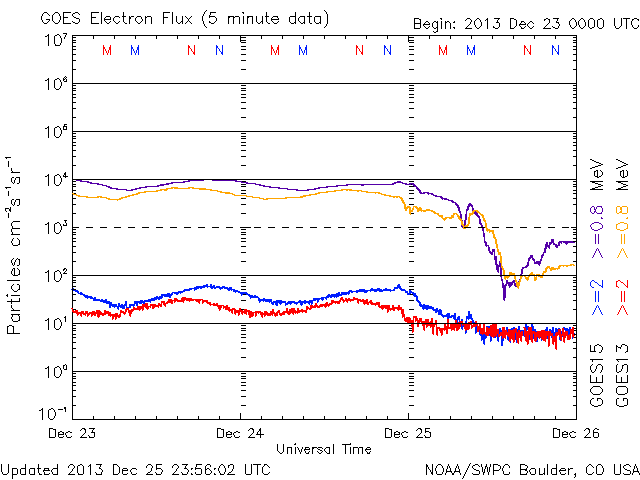 GOES Electron Flux (5 minute data)
Begin: 2013 Dec 23 0000 UTC
M M N N M M N N M M N N
10⁷
10⁶
10⁵
10⁴
10³
10²
10¹
10⁰
10⁻¹
Particles cm⁻²s⁻¹sr⁻¹
Dec 23 Dec 24 Dec 25 Dec 26
Universal Time
GOES15 >=2 >=0.8 MeV
GOES13 >=2 >=0.8 MeV
Updated 2013 Dec 25 23:56:02 UTC
NOAA/SWPC Boulder, CO USA